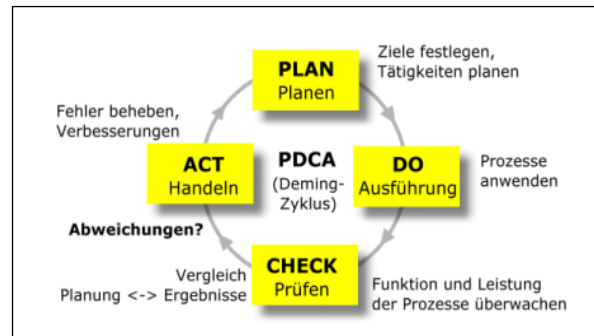 PLAN
Planen
Ziele festlegen,
Tätigkeiten planen
DO
Ausführung
Prozesse
anwenden
CHECK
Prüfen
Funktion und Leistung
der Prozesse überwachen
Vergleich
Planung <-> Ergebnisse
Abweichungen?
ACT
Handeln
Fehler beheben,
Verbesserungen
PDCA
(Deming-
Zyklus)